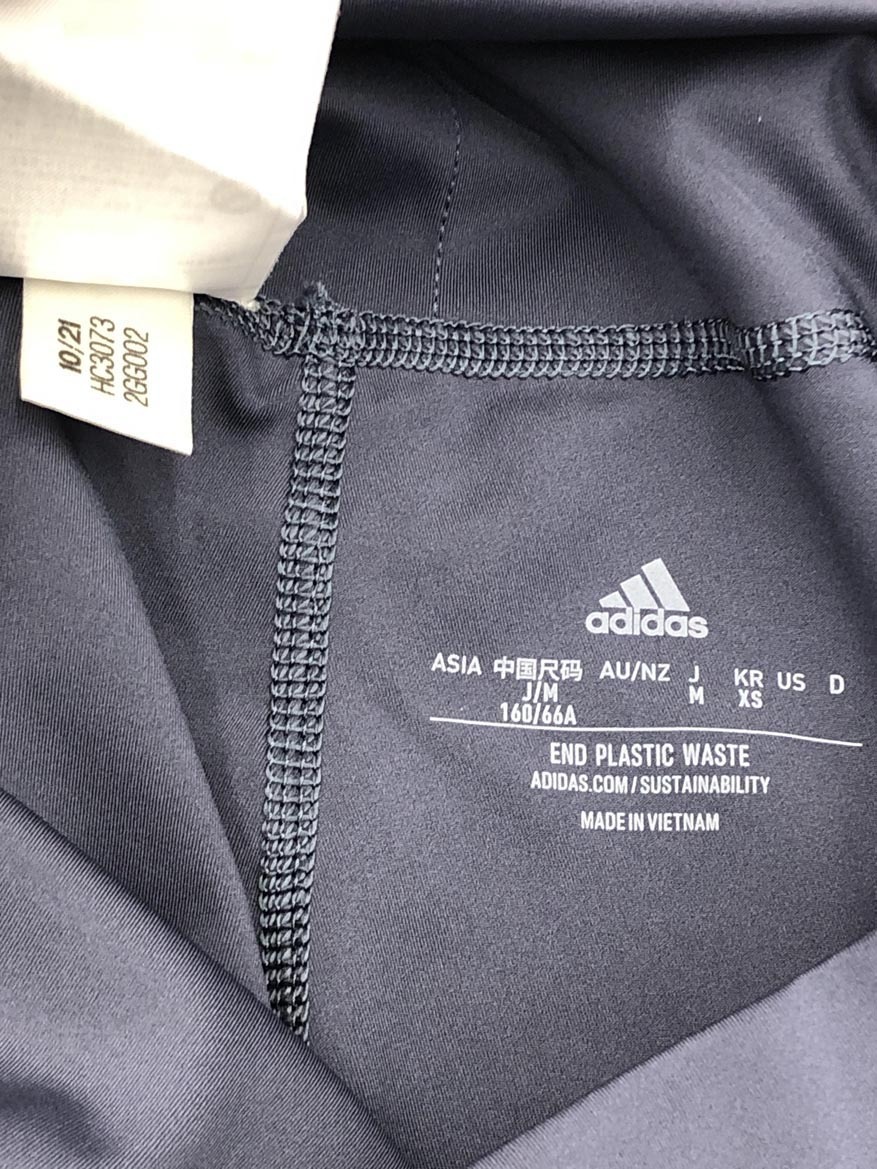 10/21
HC3073
2GG002
adidas
ASIA 中国尺码 AU/NZ J KR US D
J/M M XS
160/66A
END PLASTIC WASTE
ADIDAS.COM/SUSTAINABILITY
MADE IN VIETNAM